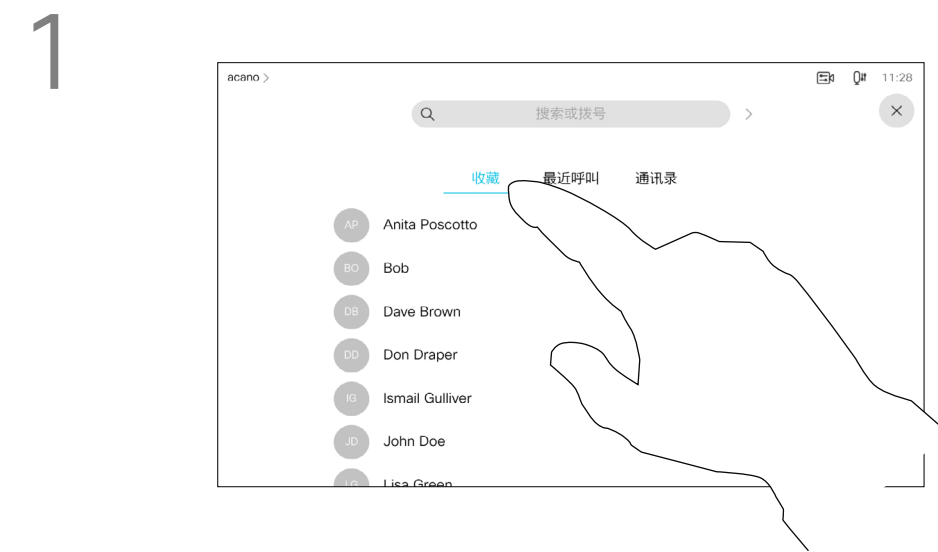 1
acano >
11:28
搜索或拨号
收藏 最近呼叫 通讯录
AP Anita Poscotto
BO Bob
DB Dave Brown
DD Don Draper
IG Ismail Gulliver
JD John Doe
LG Lisa Green